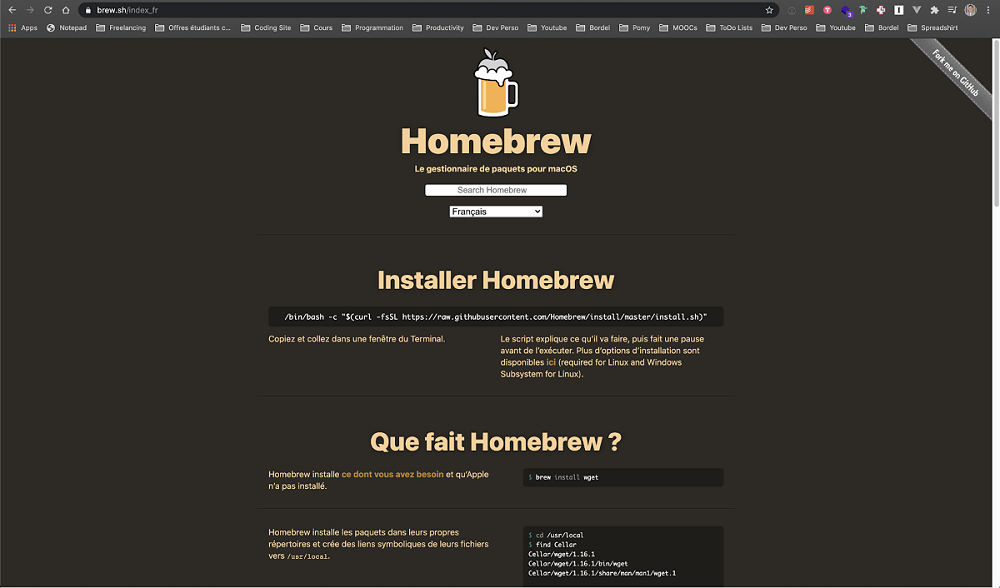 brew.sh/index_fr
Apps Notepad Freelancing Offres étudiants c... Coding Site Cours Programmation Productivity Dev Perso Youtube Bordel Pomy MOOCs ToDo Lists Dev Perso Youtube Bordel Spreadshirt
Fork me on GitHub
Homebrew
Le gestionnaire de paquets pour macOS
Search Homebrew
Français
Installer Homebrew
/bin/bash -c "$(curl -fsSL https://raw.githubusercontent.com/Homebrew/install/master/install.sh)"
Copiez et collez dans une fenêtre du Terminal.
Le script explique ce qu'il va faire, puis fait une pause
avant de l'exécuter. Plus d'options d'installation sont
disponibles ici (required for Linux and Windows
Subsystem for Linux).
Que fait Homebrew ?
Homebrew installe ce dont vous avez besoin et qu'Apple
n'a pas installé.
$ brew install wget
Homebrew installe les paquets dans leurs propres
répertoires et crée des liens symboliques de leurs fichiers
vers /usr/local.
$ cd /usr/local
$ find Cellar
Cellar/wget/1.16.1
Cellar/wget/1.16.1/bin/wget
Cellar/wget/1.16.1/share/man/man1/wget.1